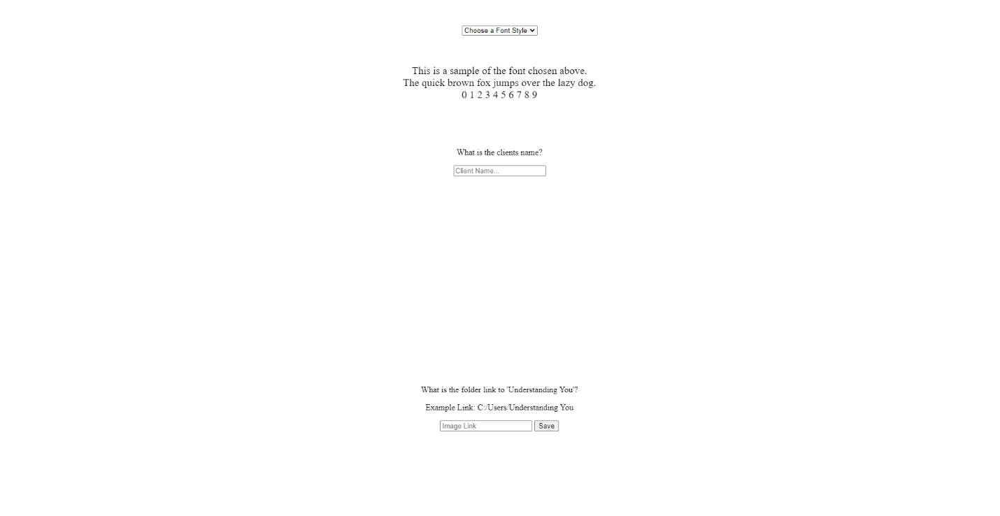 Choose a Font Style
This is a sample of the font chosen above.
The quick brown fox jumps over the lazy dog.
0 1 2 3 4 5 6 7 8 9
What is the clients name?
Client Name...
What is the folder link to 'Understanding You'?
Example Link: C:/Users/Understanding You
Image Link Save